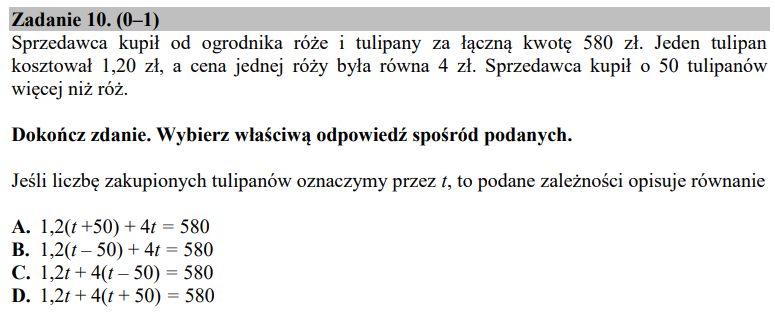 Zadanie 10. (0–1)
Sprzedawca kupił od ogrodnika róże i tulipany za łączną kwotę 580 zł. Jeden tulipan
kosztował 1,20 zł, a cena jednej róży była równa 4 zł. Sprzedawca kupił o 50 tulipanów
więcej niż róż.
Dokończ zdanie. Wybierz właściwą odpowiedź spośród podanych.
Jeśli liczbę zakupionych tulipanów oznaczymy przez t, to podane zależności opisuje równanie
A. 1,2(t +50) + 4t = 580
B. 1,2(t – 50) + 4t = 580
C. 1,2t + 4(t – 50) = 580
D. 1,2t + 4(t + 50) = 580